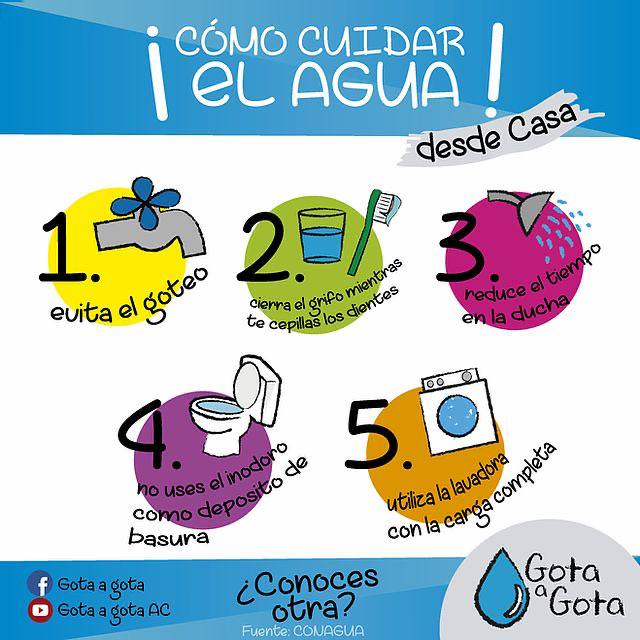 ¡CÓMO CUIDAR
EL AGUA!
desde Casa
1.
evita el goteo
2.
cierra el grifo mientras
te cepillas los dientes
3.
reduce el tiempo
en la ducha
4.
no uses el inodoro
como deposito de
basura
5.
utiliza la lavadora
con la carga completa
Gota a gota
Gota a gota AC
¿Conoces
otra?
Fuente: CONAGUA
Gota
a
Gota